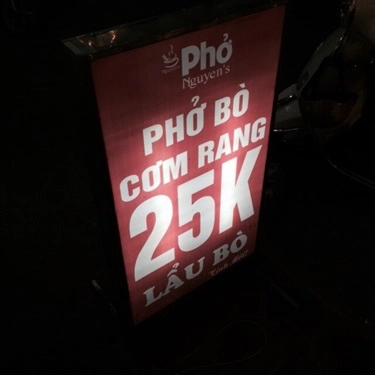 Phở
Nguyen's
PHỞ BÒ
CƠM RANG
25K
LẨU BÒ